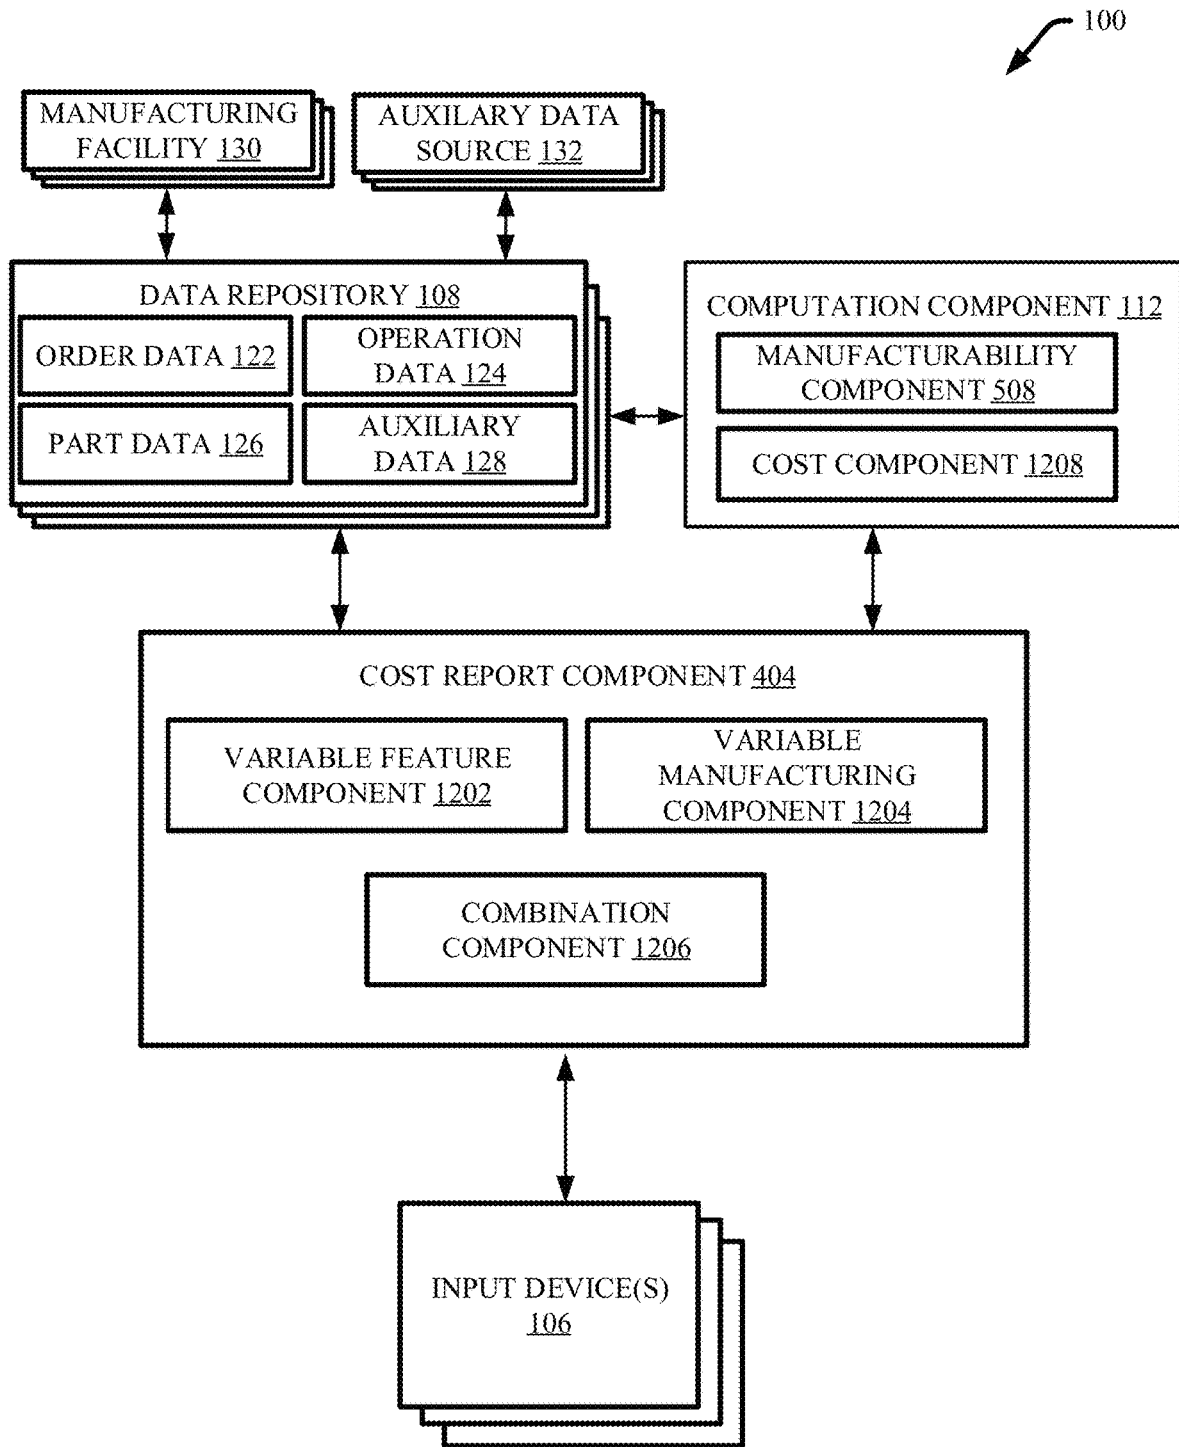 100
MANUFACTURING
FACILITY 130
AUXILARY DATA
SOURCE 132
DATA REPOSITORY 108
ORDER DATA 122
OPERATION
DATA 124
PART DATA 126
AUXILIARY
DATA 128
COMPUTATION COMPONENT 112
MANUFACTURABILITY
COMPONENT 508
COST COMPONENT 1208
COST REPORT COMPONENT 404
VARIABLE FEATURE
COMPONENT 1202
VARIABLE
MANUFACTURING
COMPONENT 1204
COMBINATION
COMPONENT 1206
INPUT DEVICE(S)
106